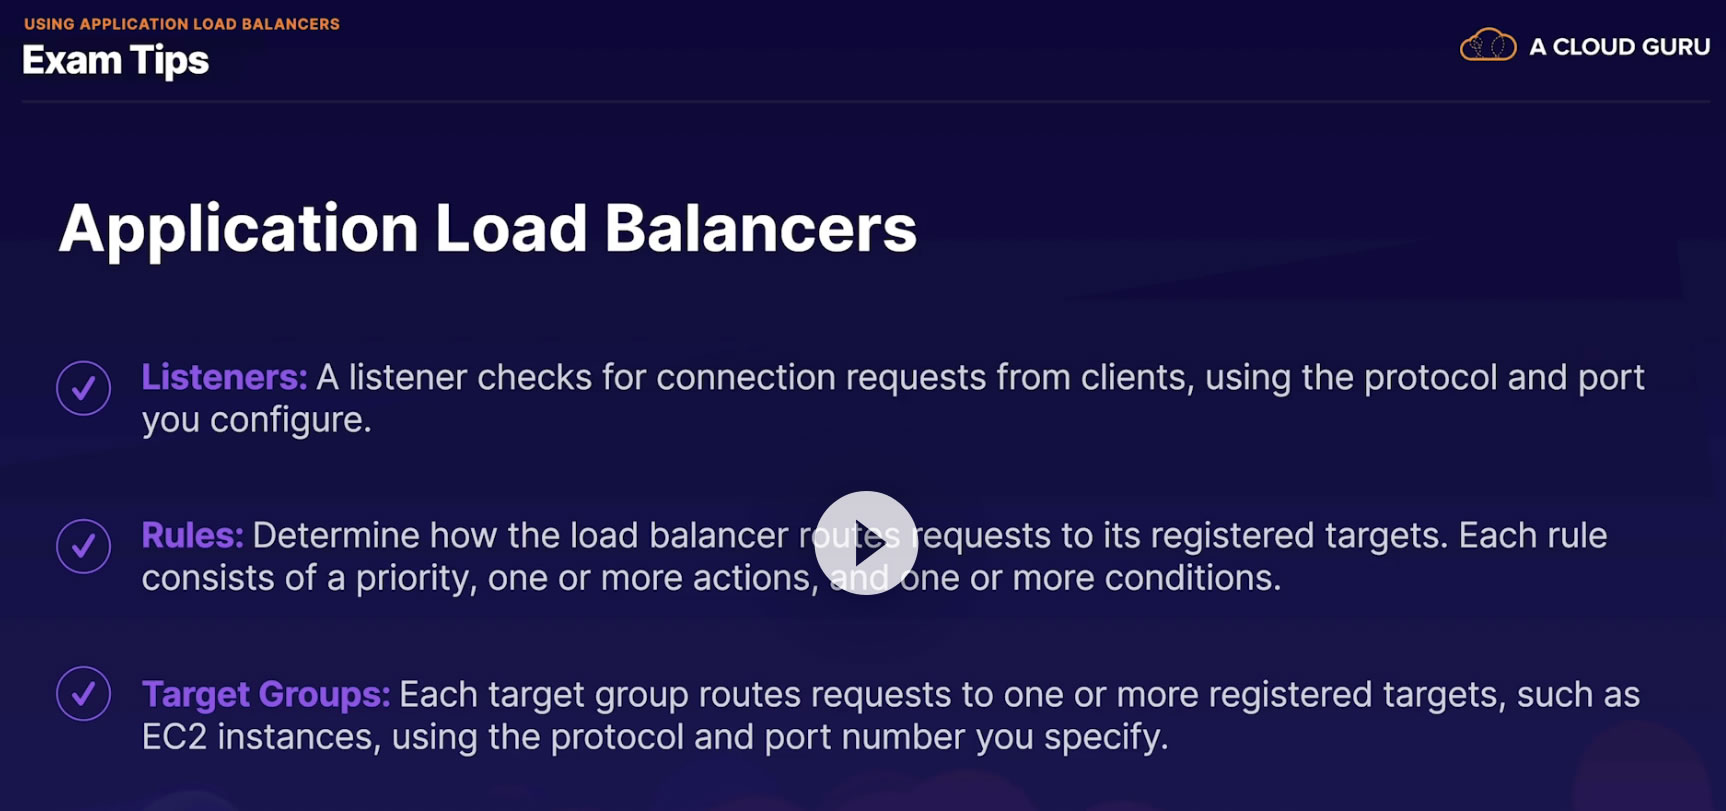 USING APPLICATION LOAD BALANCERS
Exam Tips
A CLOUD GURU
Application Load Balancers
Listeners: A listener checks for connection requests from clients, using the protocol and port
you configure.
Rules: Determine how the load balancer routes requests to its registered targets. Each rule
consists of a priority, one or more actions, and one or more conditions.
Target Groups: Each target group routes requests to one or more registered targets, such as
EC2 instances, using the protocol and port number you specify.